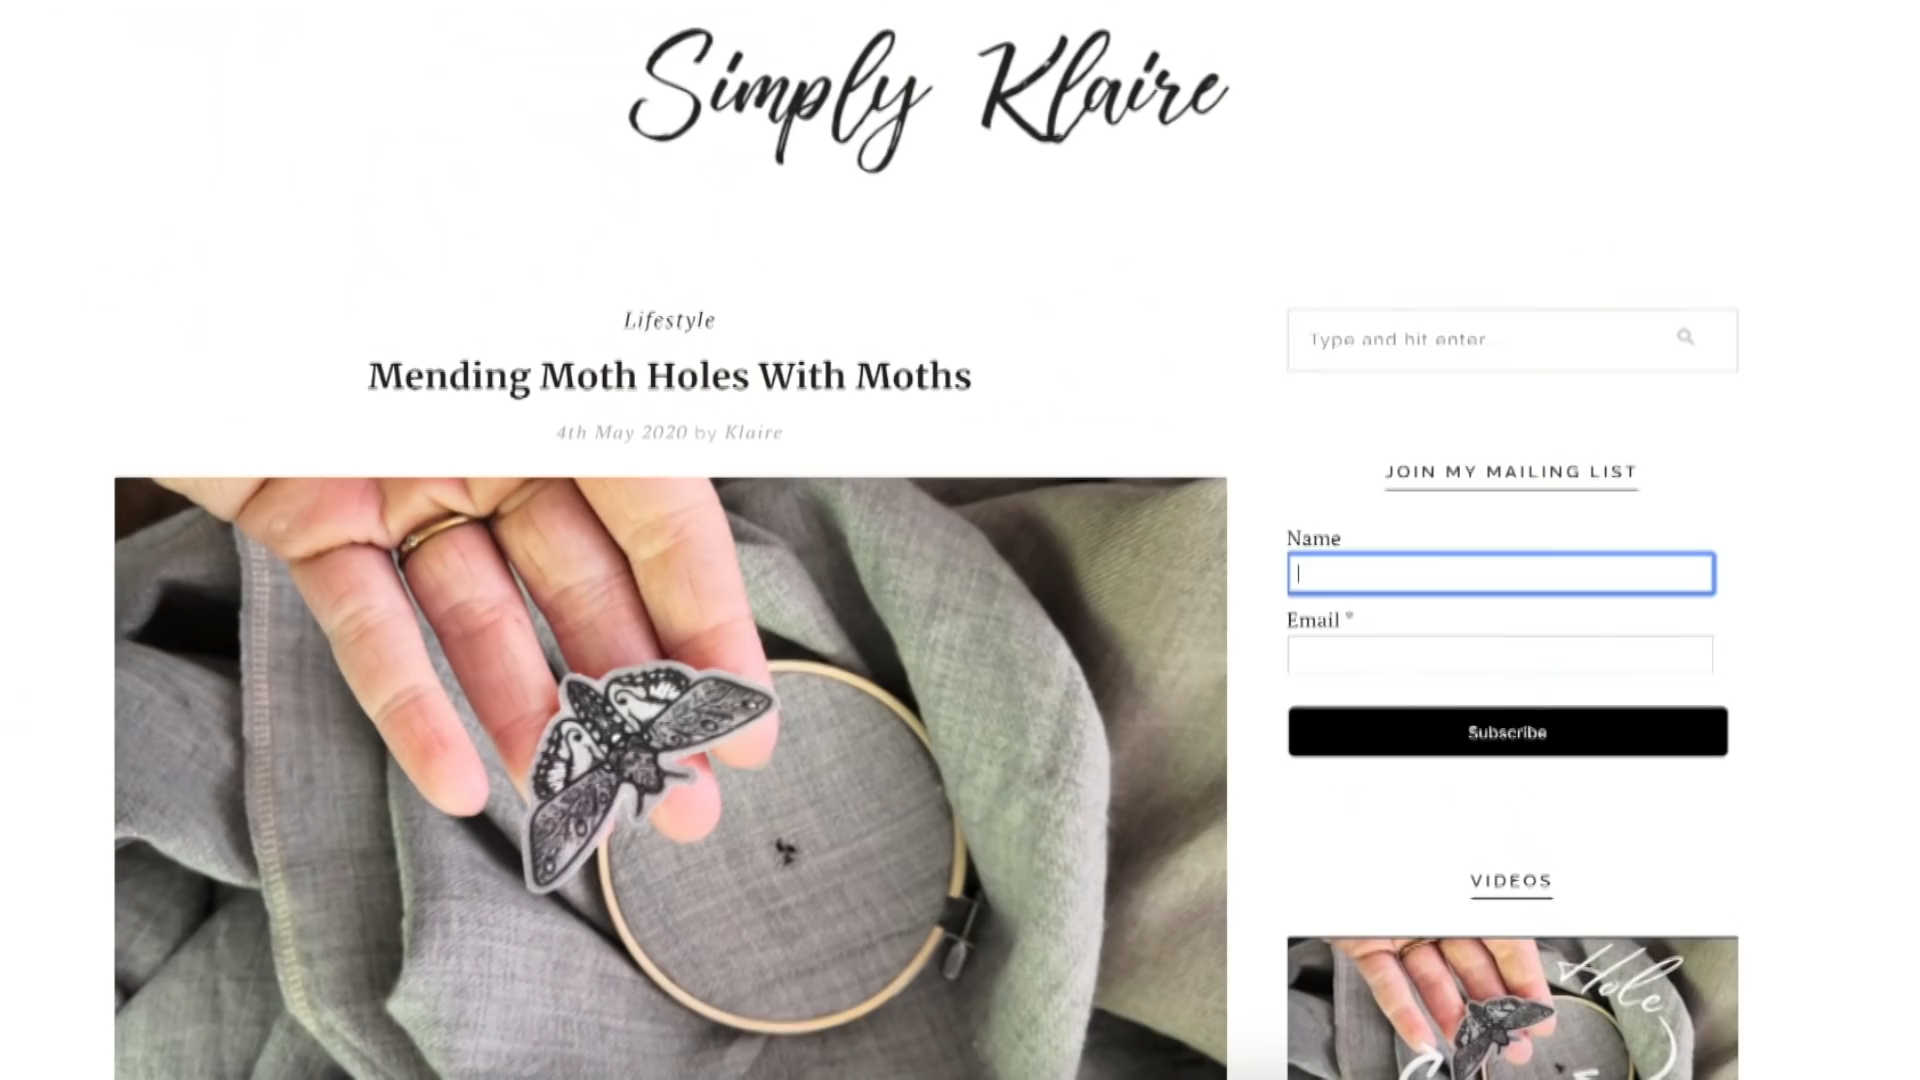 Simply Klaire
Lifestyle
Mending Moth Holes With Moths
4th May 2020 by Klaire
Type and hit enter...
JOIN MY MAILING LIST
Name
Email *
Subscribe
VIDEOS
Hole